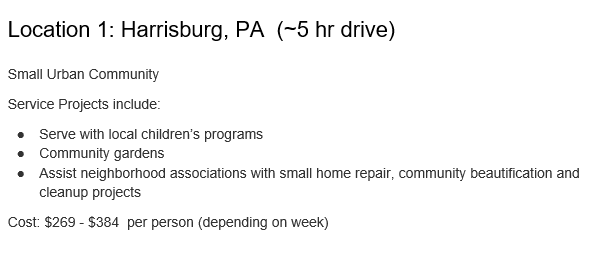 Location 1: Harrisburg, PA  (~5 hr drive)
Small Urban Community
Service Projects include:
● Serve with local children’s programs
● Community gardens
● Assist neighborhood associations with small home repair, community beautification and
cleanup projects
Cost: $269 - $384  per person (depending on week)